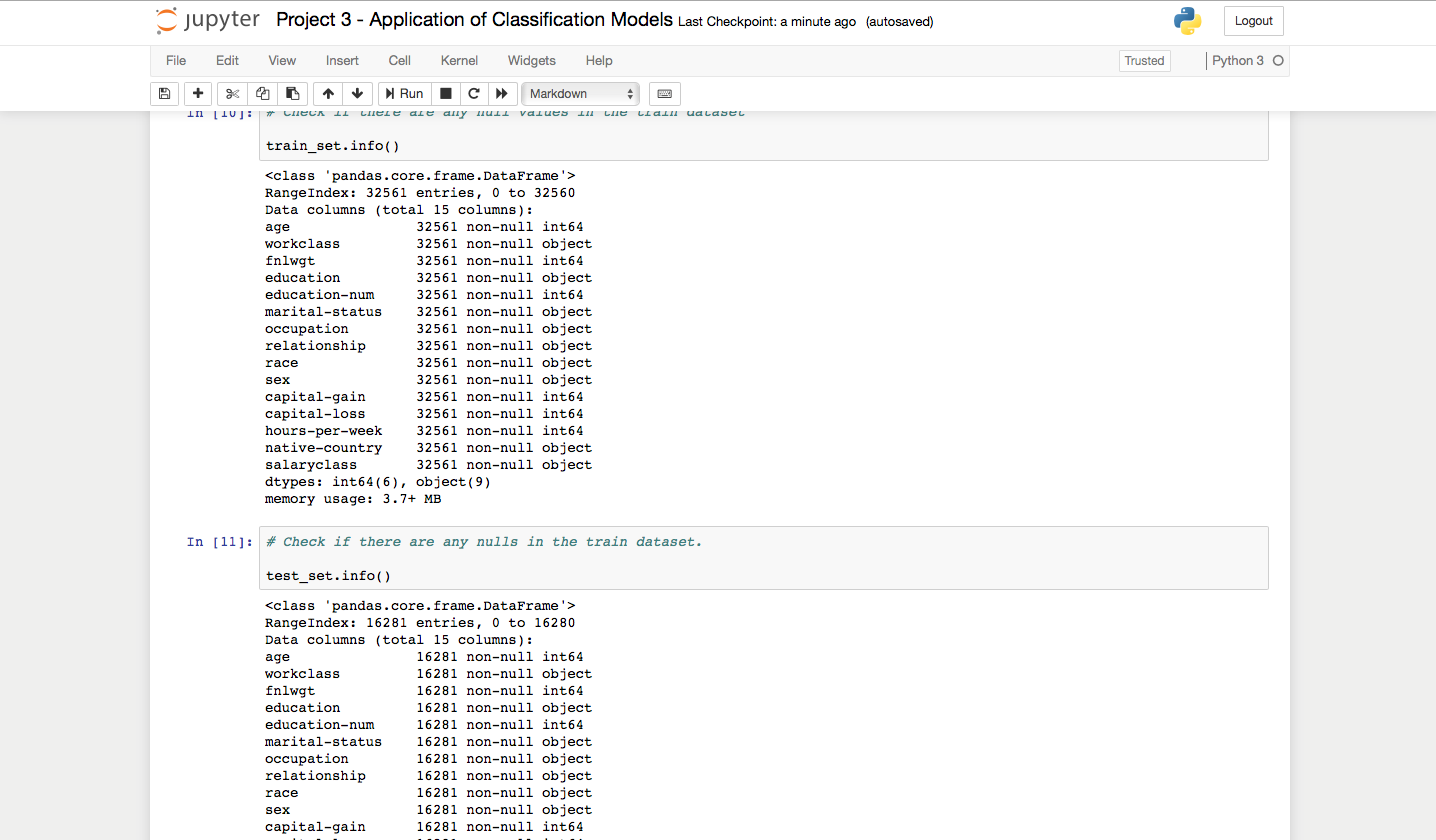 jupyter Project 3 - Application of Classification Models Last Checkpoint: a minute ago (autosaved) Logout
File Edit View Insert Cell Kernel Widgets Help Trusted Python 3
Run Markdown
In [10]: # Check if there are any null values in the train dataset
train_set.info()
<class 'pandas.core.frame.DataFrame'>
RangeIndex: 32561 entries, 0 to 32560
Data columns (total 15 columns):
age 32561 non-null int64
workclass 32561 non-null object
fnlwgt 32561 non-null int64
education 32561 non-null object
education-num 32561 non-null int64
marital-status 32561 non-null object
occupation 32561 non-null object
relationship 32561 non-null object
race 32561 non-null object
sex 32561 non-null object
capital-gain 32561 non-null int64
capital-loss 32561 non-null int64
hours-per-week 32561 non-null int64
native-country 32561 non-null object
salaryclass 32561 non-null object
dtypes: int64(6), object(9)
memory usage: 3.7+ MB
In [11]: # Check if there are any nulls in the train dataset.
test_set.info()
<class 'pandas.core.frame.DataFrame'>
RangeIndex: 16281 entries, 0 to 16280
Data columns (total 15 columns):
age 16281 non-null int64
workclass 16281 non-null object
fnlwgt 16281 non-null int64
education 16281 non-null object
education-num 16281 non-null int64
marital-status 16281 non-null object
occupation 16281 non-null object
relationship 16281 non-null object
race 16281 non-null object
sex 16281 non-null object
capital-gain 16281 non-null int64